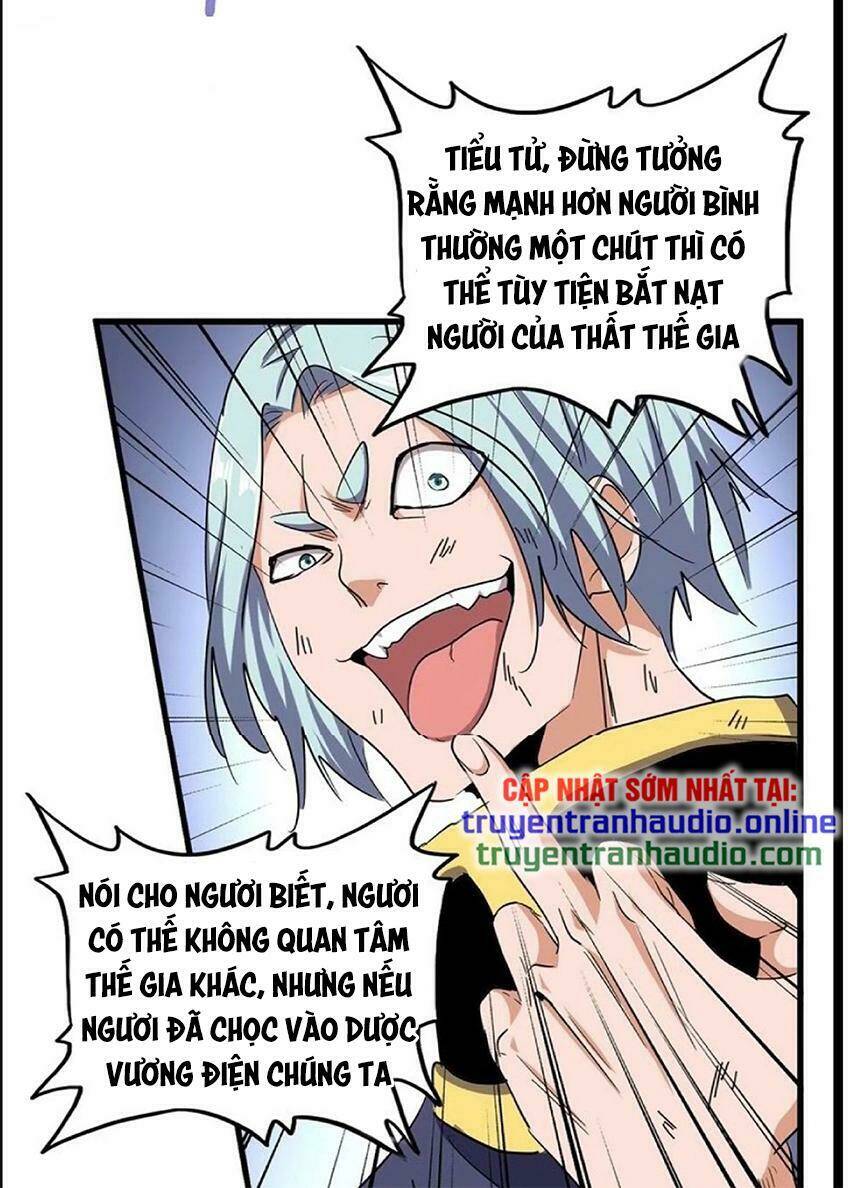 TIỂU TỬ, ĐỪNG TƯỞNG
RẰNG MẠNH HƠN NGƯỜI BÌNH
THƯỜNG MỘT CHÚT THÌ CÓ
THỂ TÙY TIỆN BẮT NẠT
NGƯỜI CỦA THẤT THẾ GIA
CẬP NHẬT SỚM NHẤT TẠI:
truyentranhaudio.online
truyentranhaudio.com
NÓI CHO NGƯƠI BIẾT, NGƯƠI
CÓ THỂ KHÔNG QUAN TÂM
THẾ GIA KHÁC, NHƯNG NẾU
NGƯƠI ĐÃ CHỌC VÀO DƯỢC
VƯƠNG ĐIỆN CHÚNG TA